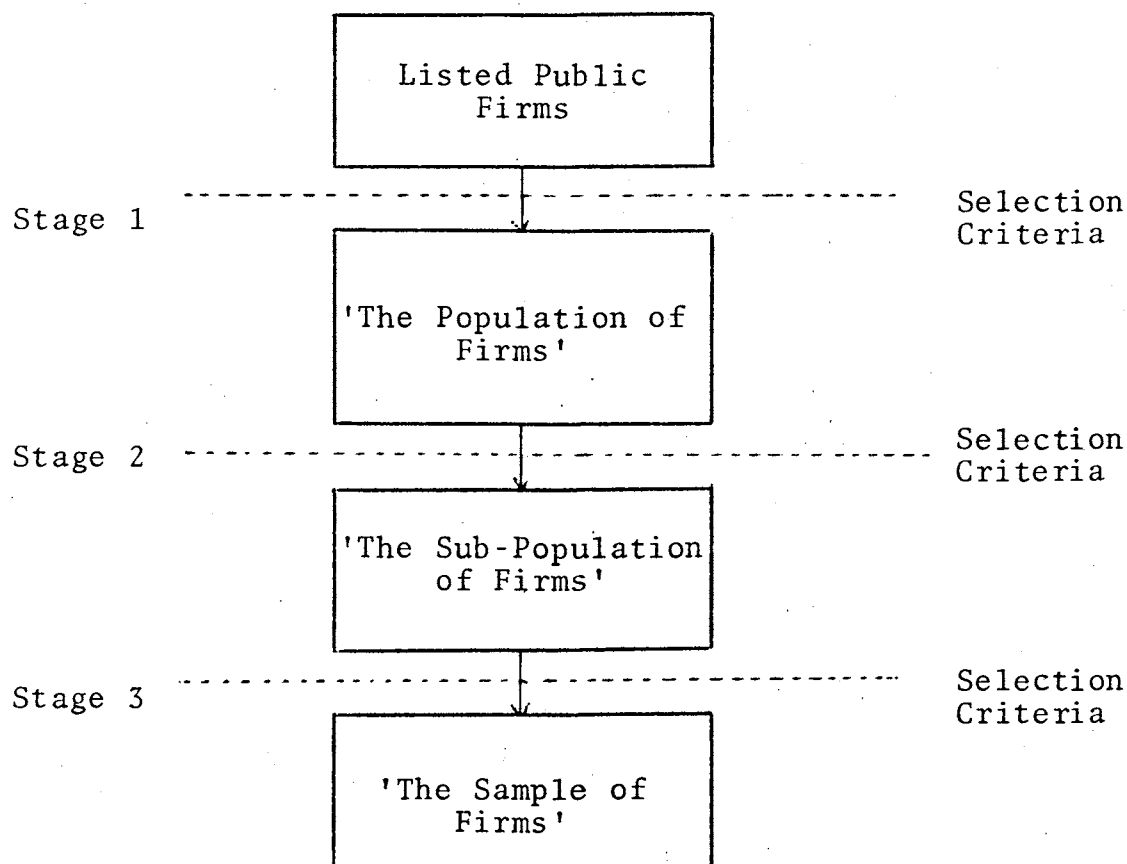 Listed Public
Firms
Stage 1
Selection
Criteria
'The Population of
Firms'
Stage 2
Selection
Criteria
'The Sub-Population
of Firms'
Stage 3
Selection
Criteria
'The Sample of
Firms'